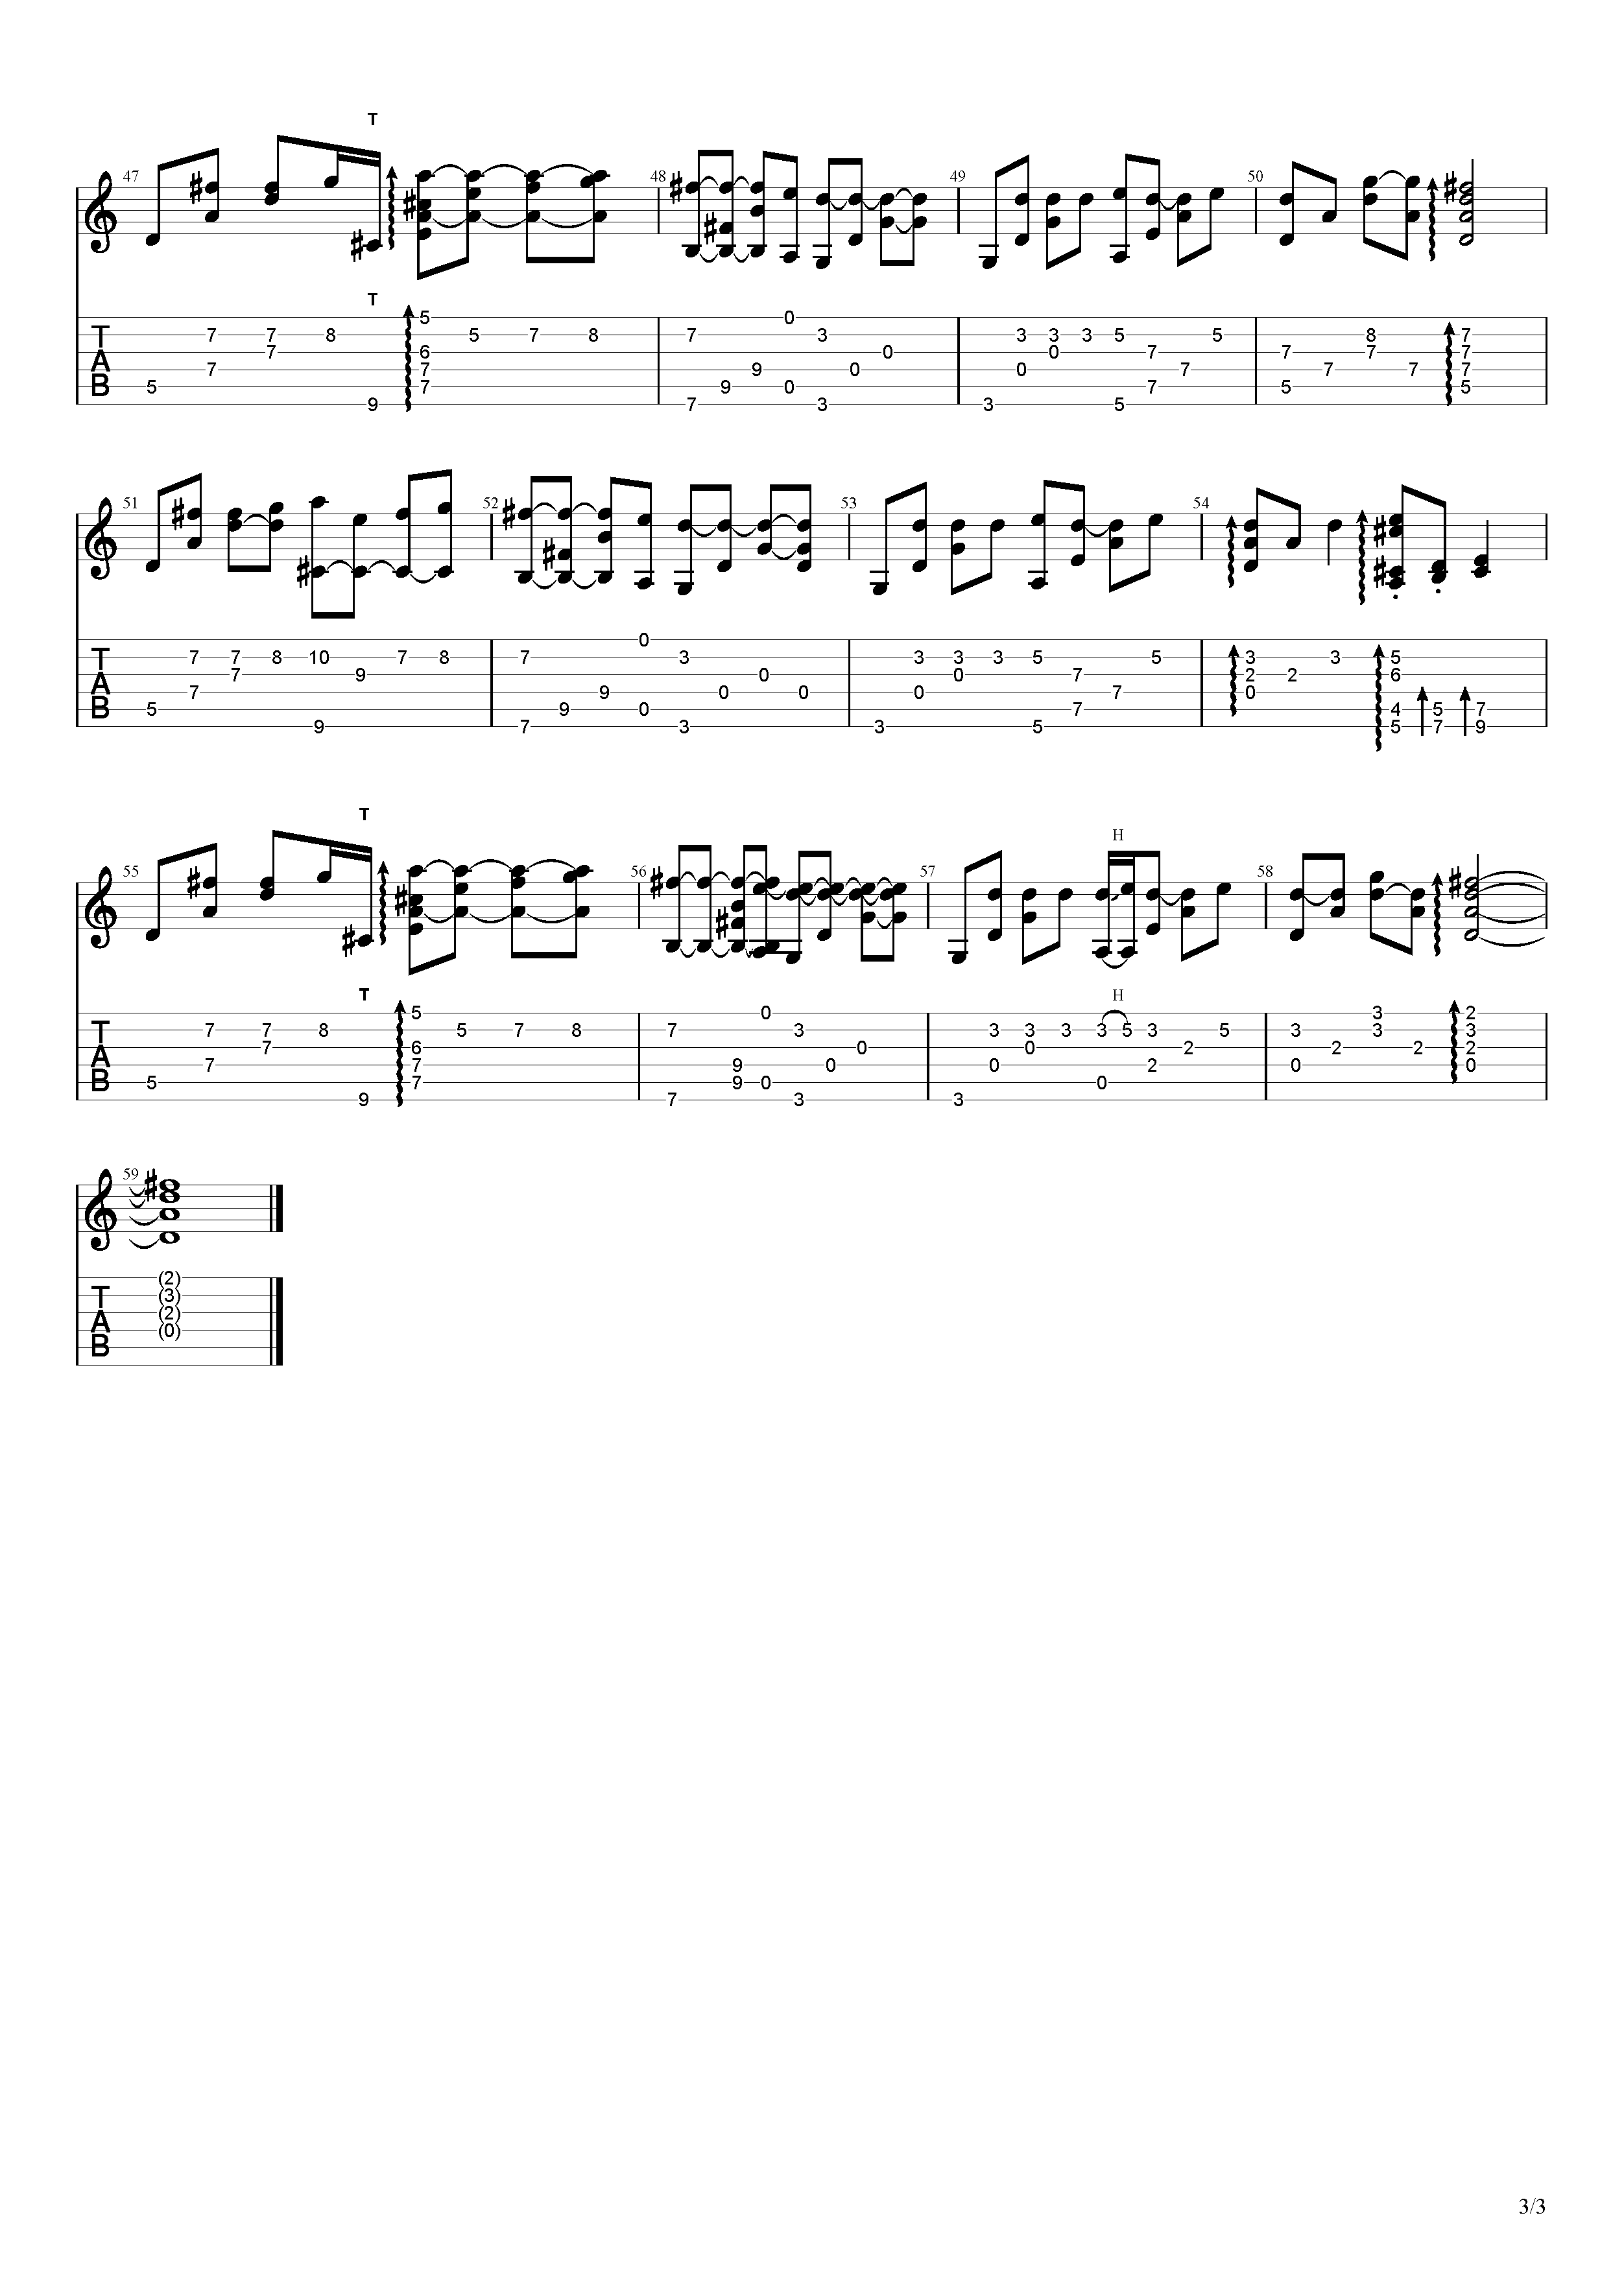 T
47 48 49 50
T
5 0
7 7 8 5 7 8 7 3 3 3 3 5 5 8 7
7 6 0 0 7 7 7 7
7 7 9 0 0 7 7 7 7
5 7 9 0 7 5 5
9 7 3 3 5
51 52 53 54
0
7 7 8 10 7 8 7 3 3 3 3 5 5 3 3 5
7 9 0 0 7 2 2 6
7 9 0 0 0 7 0
5 9 0 7 4 5 7
9 7 3 3 5 5 7 9
T
H
55 56 57 58
T H
5 0 3 2
7 7 8 5 7 8 7 3 3 3 3 3 5 3 5 3 3 3
7 6 0 0 2 2 2 2
7 7 9 0 0 2 0 0
5 7 9 0 0
9 7 3 3
59
(2)
T (3)
A (2)
B (0)
3/3